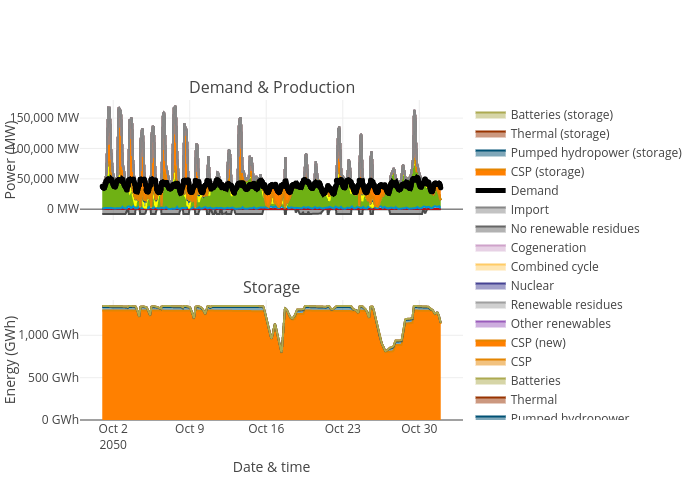 Demand & Production
150,000 MW
100,000 MW
50,000 MW
0 MW
Power (MW)
Batteries (storage)
Thermal (storage)
Pumped hydropower (storage)
CSP (storage)
Demand
Import
No renewable residues
Cogeneration
Combined cycle
Nuclear
Renewable residues
Other renewables
CSP (new)
CSP
Batteries
Thermal
Pumped hydropower
Storage
1,000 GWh
500 GWh
0 GWh
Energy (GWh)
Oct 2 Oct 9 Oct 16 Oct 23 Oct 30
2050
Date & time